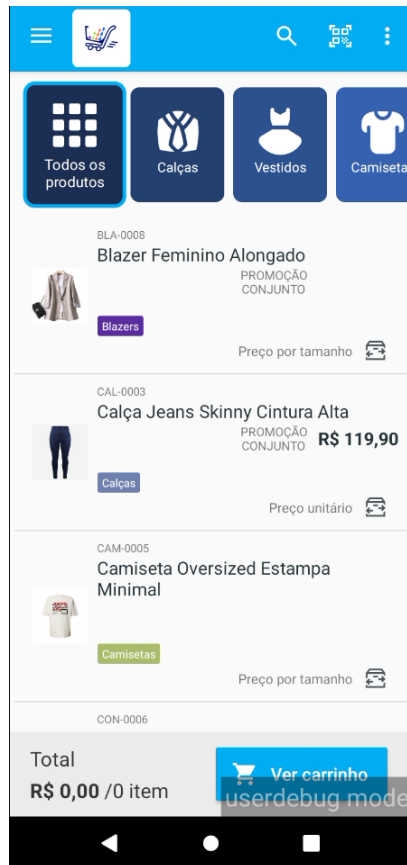 Todos os
produtos
Calças
Vestidos
Camiseta
BLA-0008
Blazer Feminino Alongado
PROMOÇÃO
CONJUNTO
Blazers
Preço por tamanho
CAL-0003
Calça Jeans Skinny Cintura Alta
PROMOÇÃO
CONJUNTO
R$ 119,90
Calças
Preço unitário
CAM-0005
Camiseta Oversized Estampa
Minimal
Camisetas
Preço por tamanho
CON-0006
Total
R$ 0,00 /0 item
Ver carrinho
userdebug mode